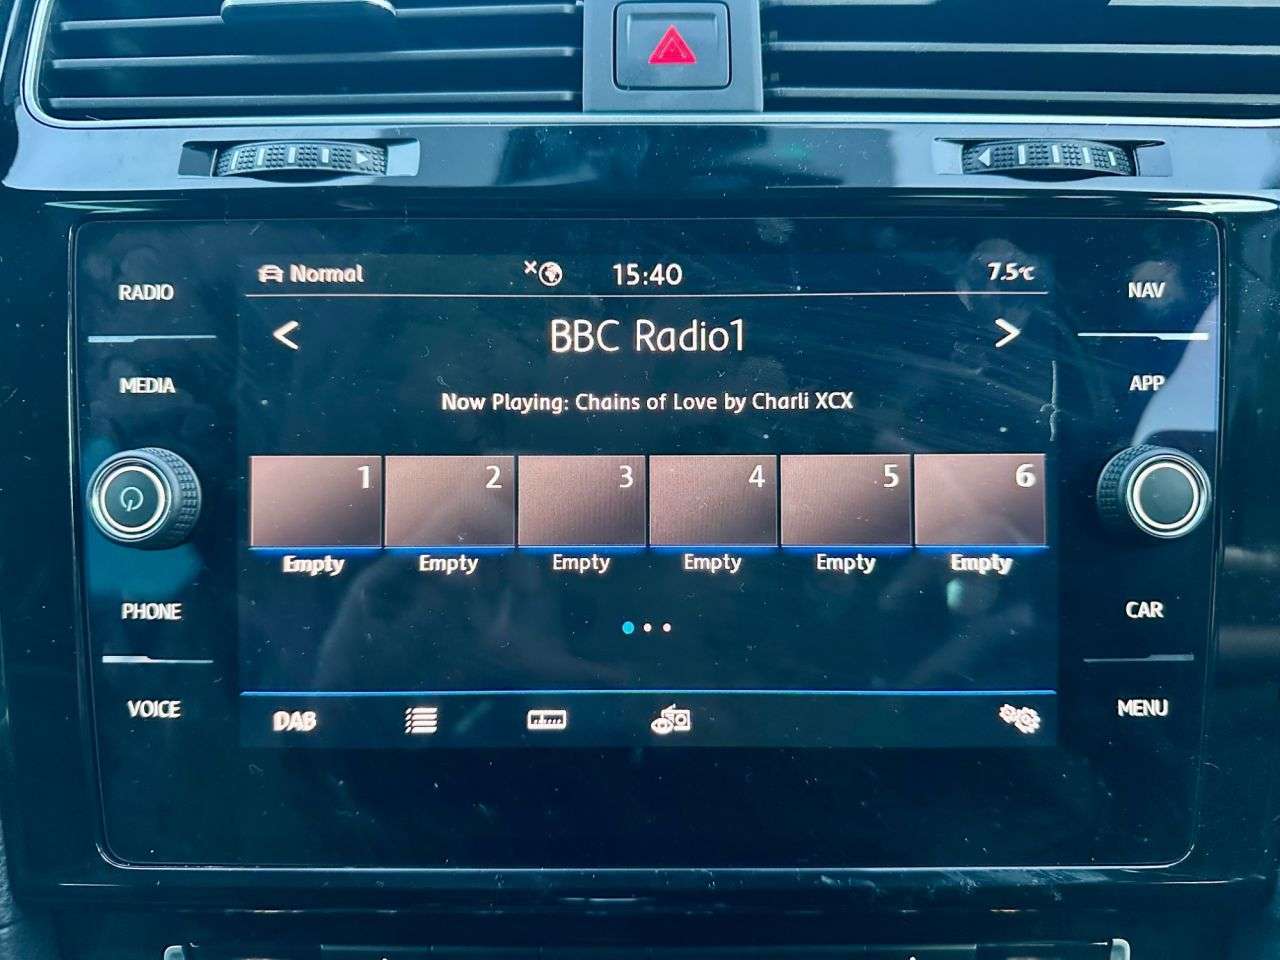 Normal 15:40 7.5°C
RADIO
NAV
BBC Radio1
MEDIA
APP
Now Playing: Chains of Love by Charli XCX
1 2 3 4 5 6
Empty Empty Empty Empty Empty Empty
PHONE
CAR
VOICE
DAB
MENU